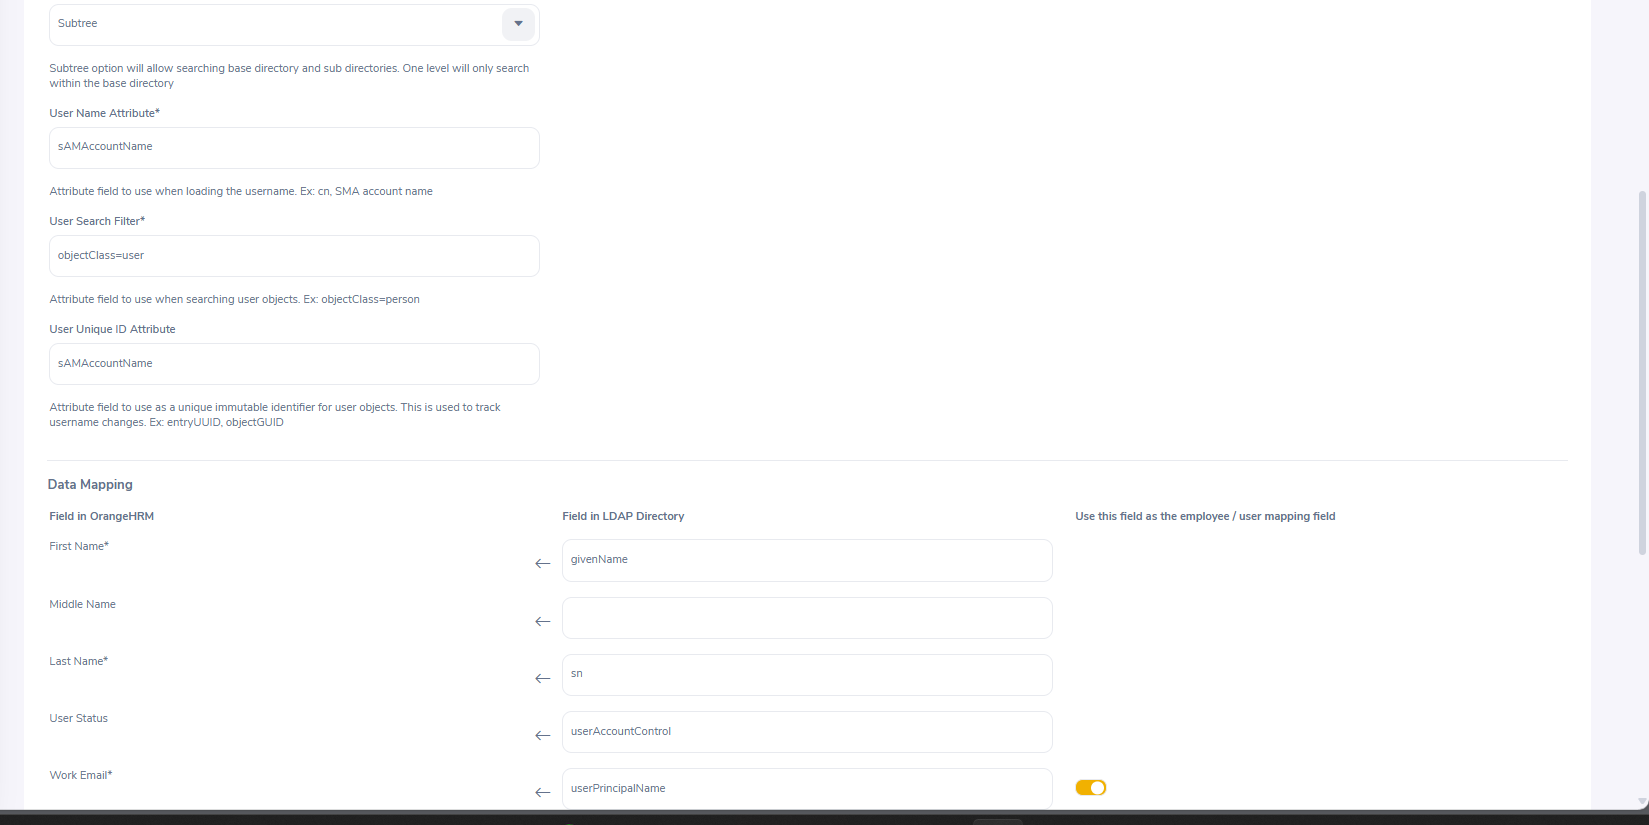 Subtree
Subtree option will allow searching base directory and sub directories. One level will only search
within the base directory
User Name Attribute*
sAMAccountName
Attribute field to use when loading the username. Ex: cn, SMA account name
User Search Filter*
objectClass=user
Attribute field to use when searching user objects. Ex: objectClass=person
User Unique ID Attribute
sAMAccountName
Attribute field to use as a unique immutable identifier for user objects. This is used to track
username changes. Ex: entryUUID, objectGUID
Data Mapping
Field in OrangeHRM
Field in LDAP Directory
Use this field as the employee / user mapping field
First Name*
givenName
Middle Name
Last Name*
sn
User Status
userAccountControl
Work Email*
userPrincipalName